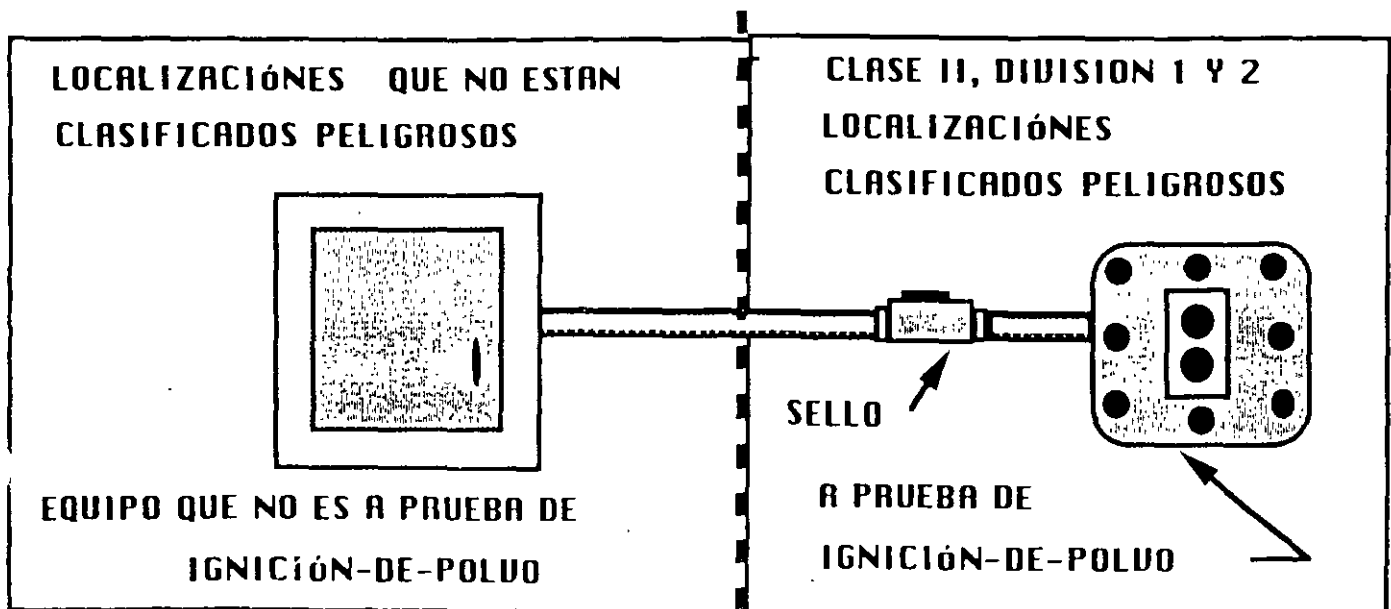 LOCALIZACIóNES QUE NO ESTAN
CLASIFICADOS PELIGROSOS
CLASE II, DIVISION 1 Y 2
LOCALIZACIóNES
CLASIFICADOS PELIGROSOS
SELLO
EQUIPO QUE NO ES A PRUEBA DE
IGNICIóN-DE-POLVO
A PRUEBA DE
IGNICIóN-DE-POLVO